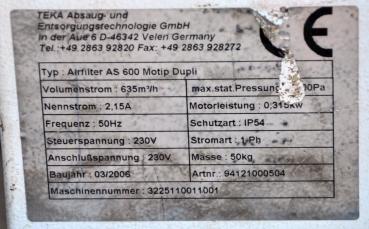 TEKA Absaug- und
Entsorgungstechnologie GmbH
In der Aue 6 D-46342 Velen Germany
Tel.:+49 2863 92820 Fax: +49 2863 928272
CE
Typ : Airfilter AS 600 Motip Dupli
Volumenstrom : 635m³/h max.stat.Pressung 00Pa
Nennstrom : 2,15A Motorleistung : 0,315kW
Frequenz : 50Hz Schutzart : IP54
Steuerspannung : 230V Stromart : 1 Ph
Anschlußspannung : 230V Masse : 50kg
Baujahr : 03/2006 Artnr : 94121000504
Maschinennummer : 3225110011001